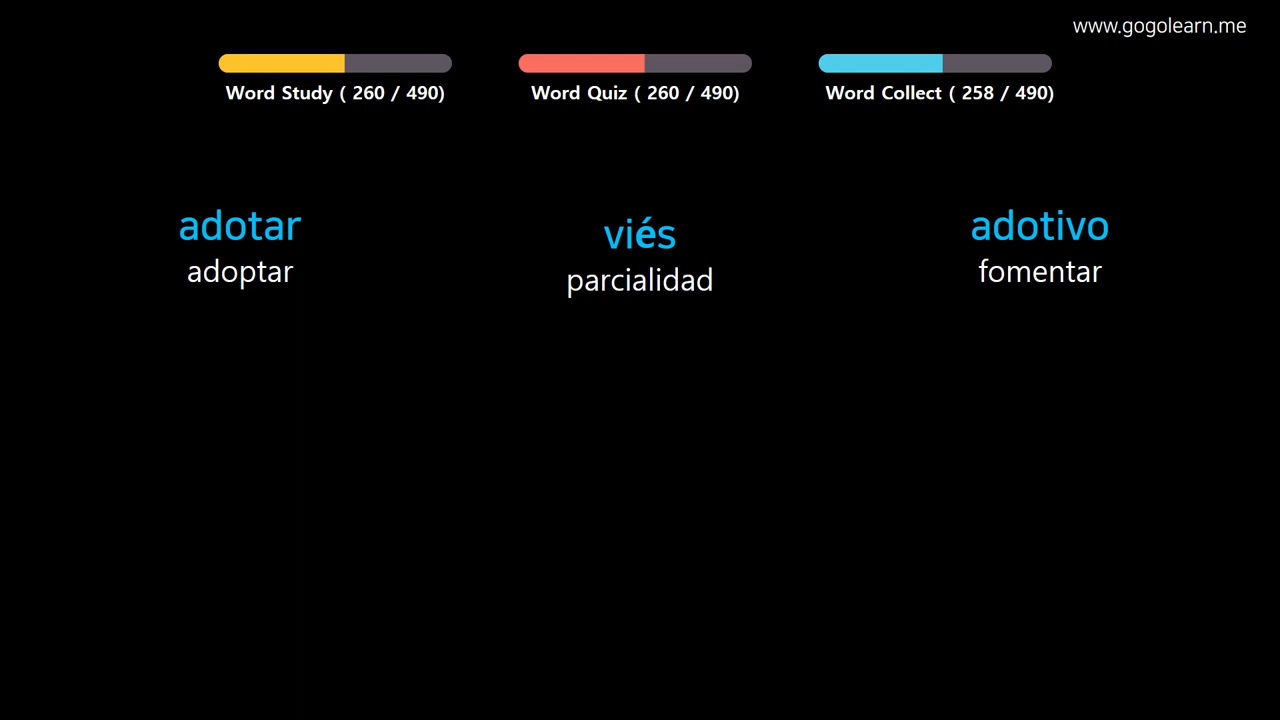 www.gogolearn.me
Word Study ( 260 / 490)
Word Quiz ( 260 / 490)
Word Collect ( 258 / 490)
adotar
adoptar
viés
parcialidad
adotivo
fomentar